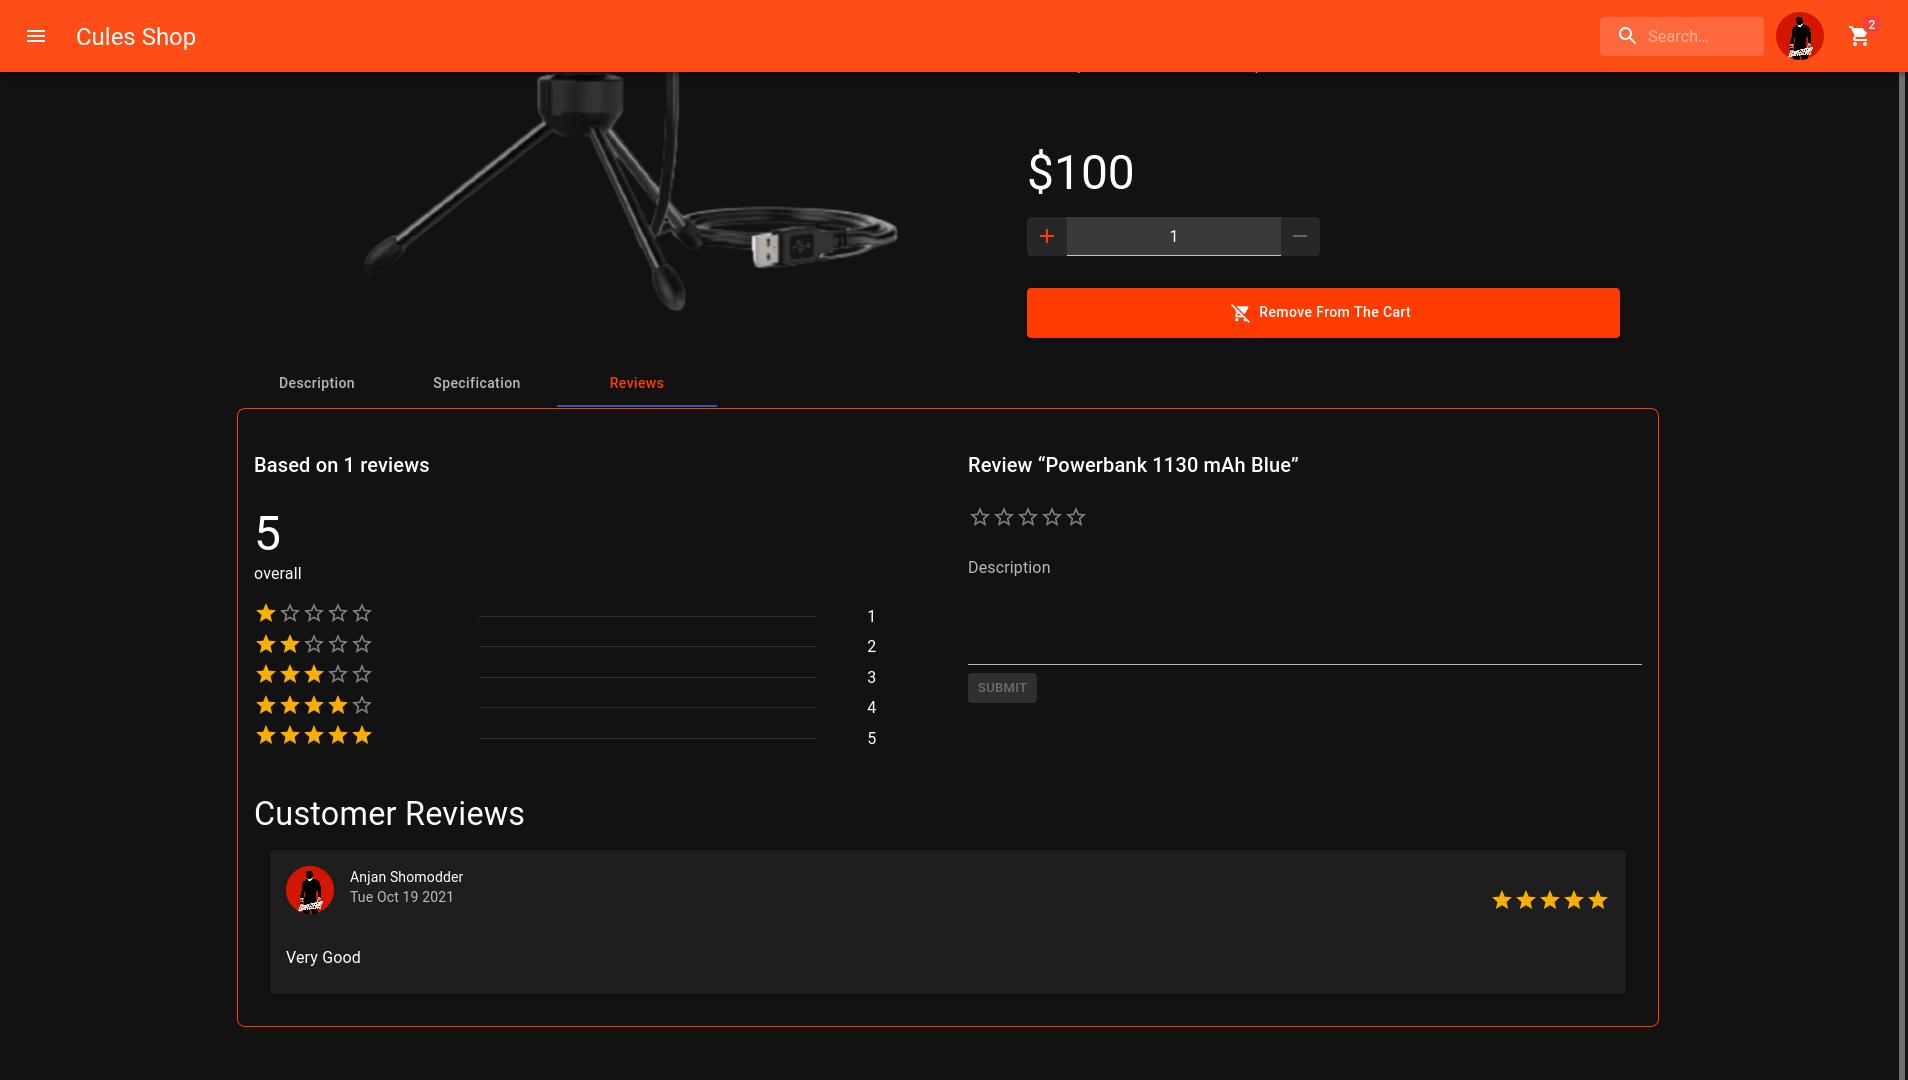 Cules Shop
Search…
2
$100
1
Remove From The Cart
Description
Specification
Reviews
Based on 1 reviews
5
overall
1
2
3
4
5
Review “Powerbank 1130 mAh Blue”
Description
SUBMIT
Customer Reviews
Anjan Shomodder
Tue Oct 19 2021
Very Good